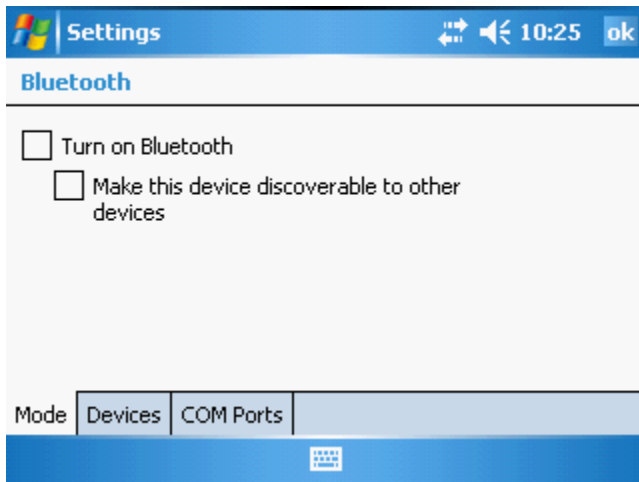 Settings 10:25 ok
Bluetooth
Turn on Bluetooth
Make this device discoverable to other
devices
Mode Devices COM Ports